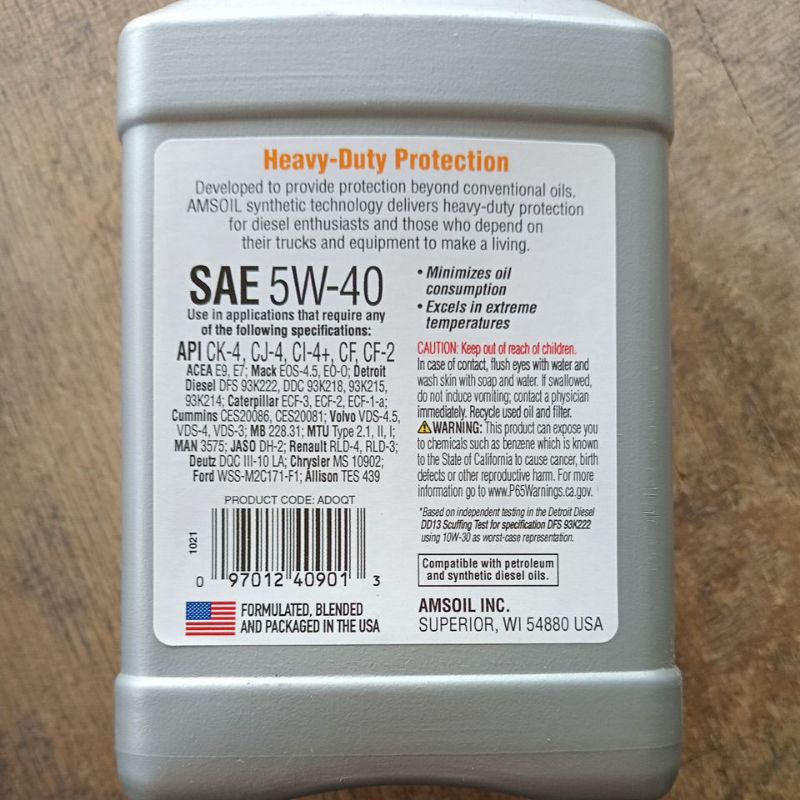 Heavy-Duty Protection
Developed to provide protection beyond conventional oils.
AMSOIL synthetic technology delivers heavy-duty protection
for diesel enthusiasts and those who depend on
their trucks and equipment to make a living.
SAE 5W-40
Use in applications that require any
of the following specifications:
API CK-4, CJ-4, CI-4+, CF, CF-2
ACEA E9, E7; Mack EOS-4.5, EO-O; Detroit
Diesel DFS 93K222, DDC 93K218, 93K215,
93K214; Caterpillar ECF-3, ECF-2, ECF-1-a;
Cummins CES20086, CES20081; Volvo VDS-4.5,
VDS-4, VDS-3; MB 228.31; MTU Type 2.1, II, I;
MAN 3575; JASO DH-2; Renault RLD-4, RLD-3;
Deutz DQC III-10 LA; Chrysler MS 10902;
Ford WSS-M2C171-F1; Allison TES 439
PRODUCT CODE: ADOQT
1021
0 97012 40901 3
FORMULATED, BLENDED
AND PACKAGED IN THE USA
• Minimizes oil
consumption
• Excels in extreme
temperatures
CAUTION: Keep out of reach of children.
In case of contact, flush eyes with water and
wash skin with soap and water. If swallowed,
do not induce vomiting; contact a physician
immediately. Recycle used oil and filter.
⚠WARNING: This product can expose you
to chemicals such as benzene which is known
to the State of California to cause cancer, birth
defects or other reproductive harm. For more
information go to www.P65Warnings.ca.gov.
*Based on independent testing in the Detroit Diesel
DD13 Scuffing Test for specification DFS 93K222
using 10W-30 as worst-case representation.
Compatible with petroleum
and synthetic diesel oils.
AMSOIL INC.
SUPERIOR, WI 54880 USA